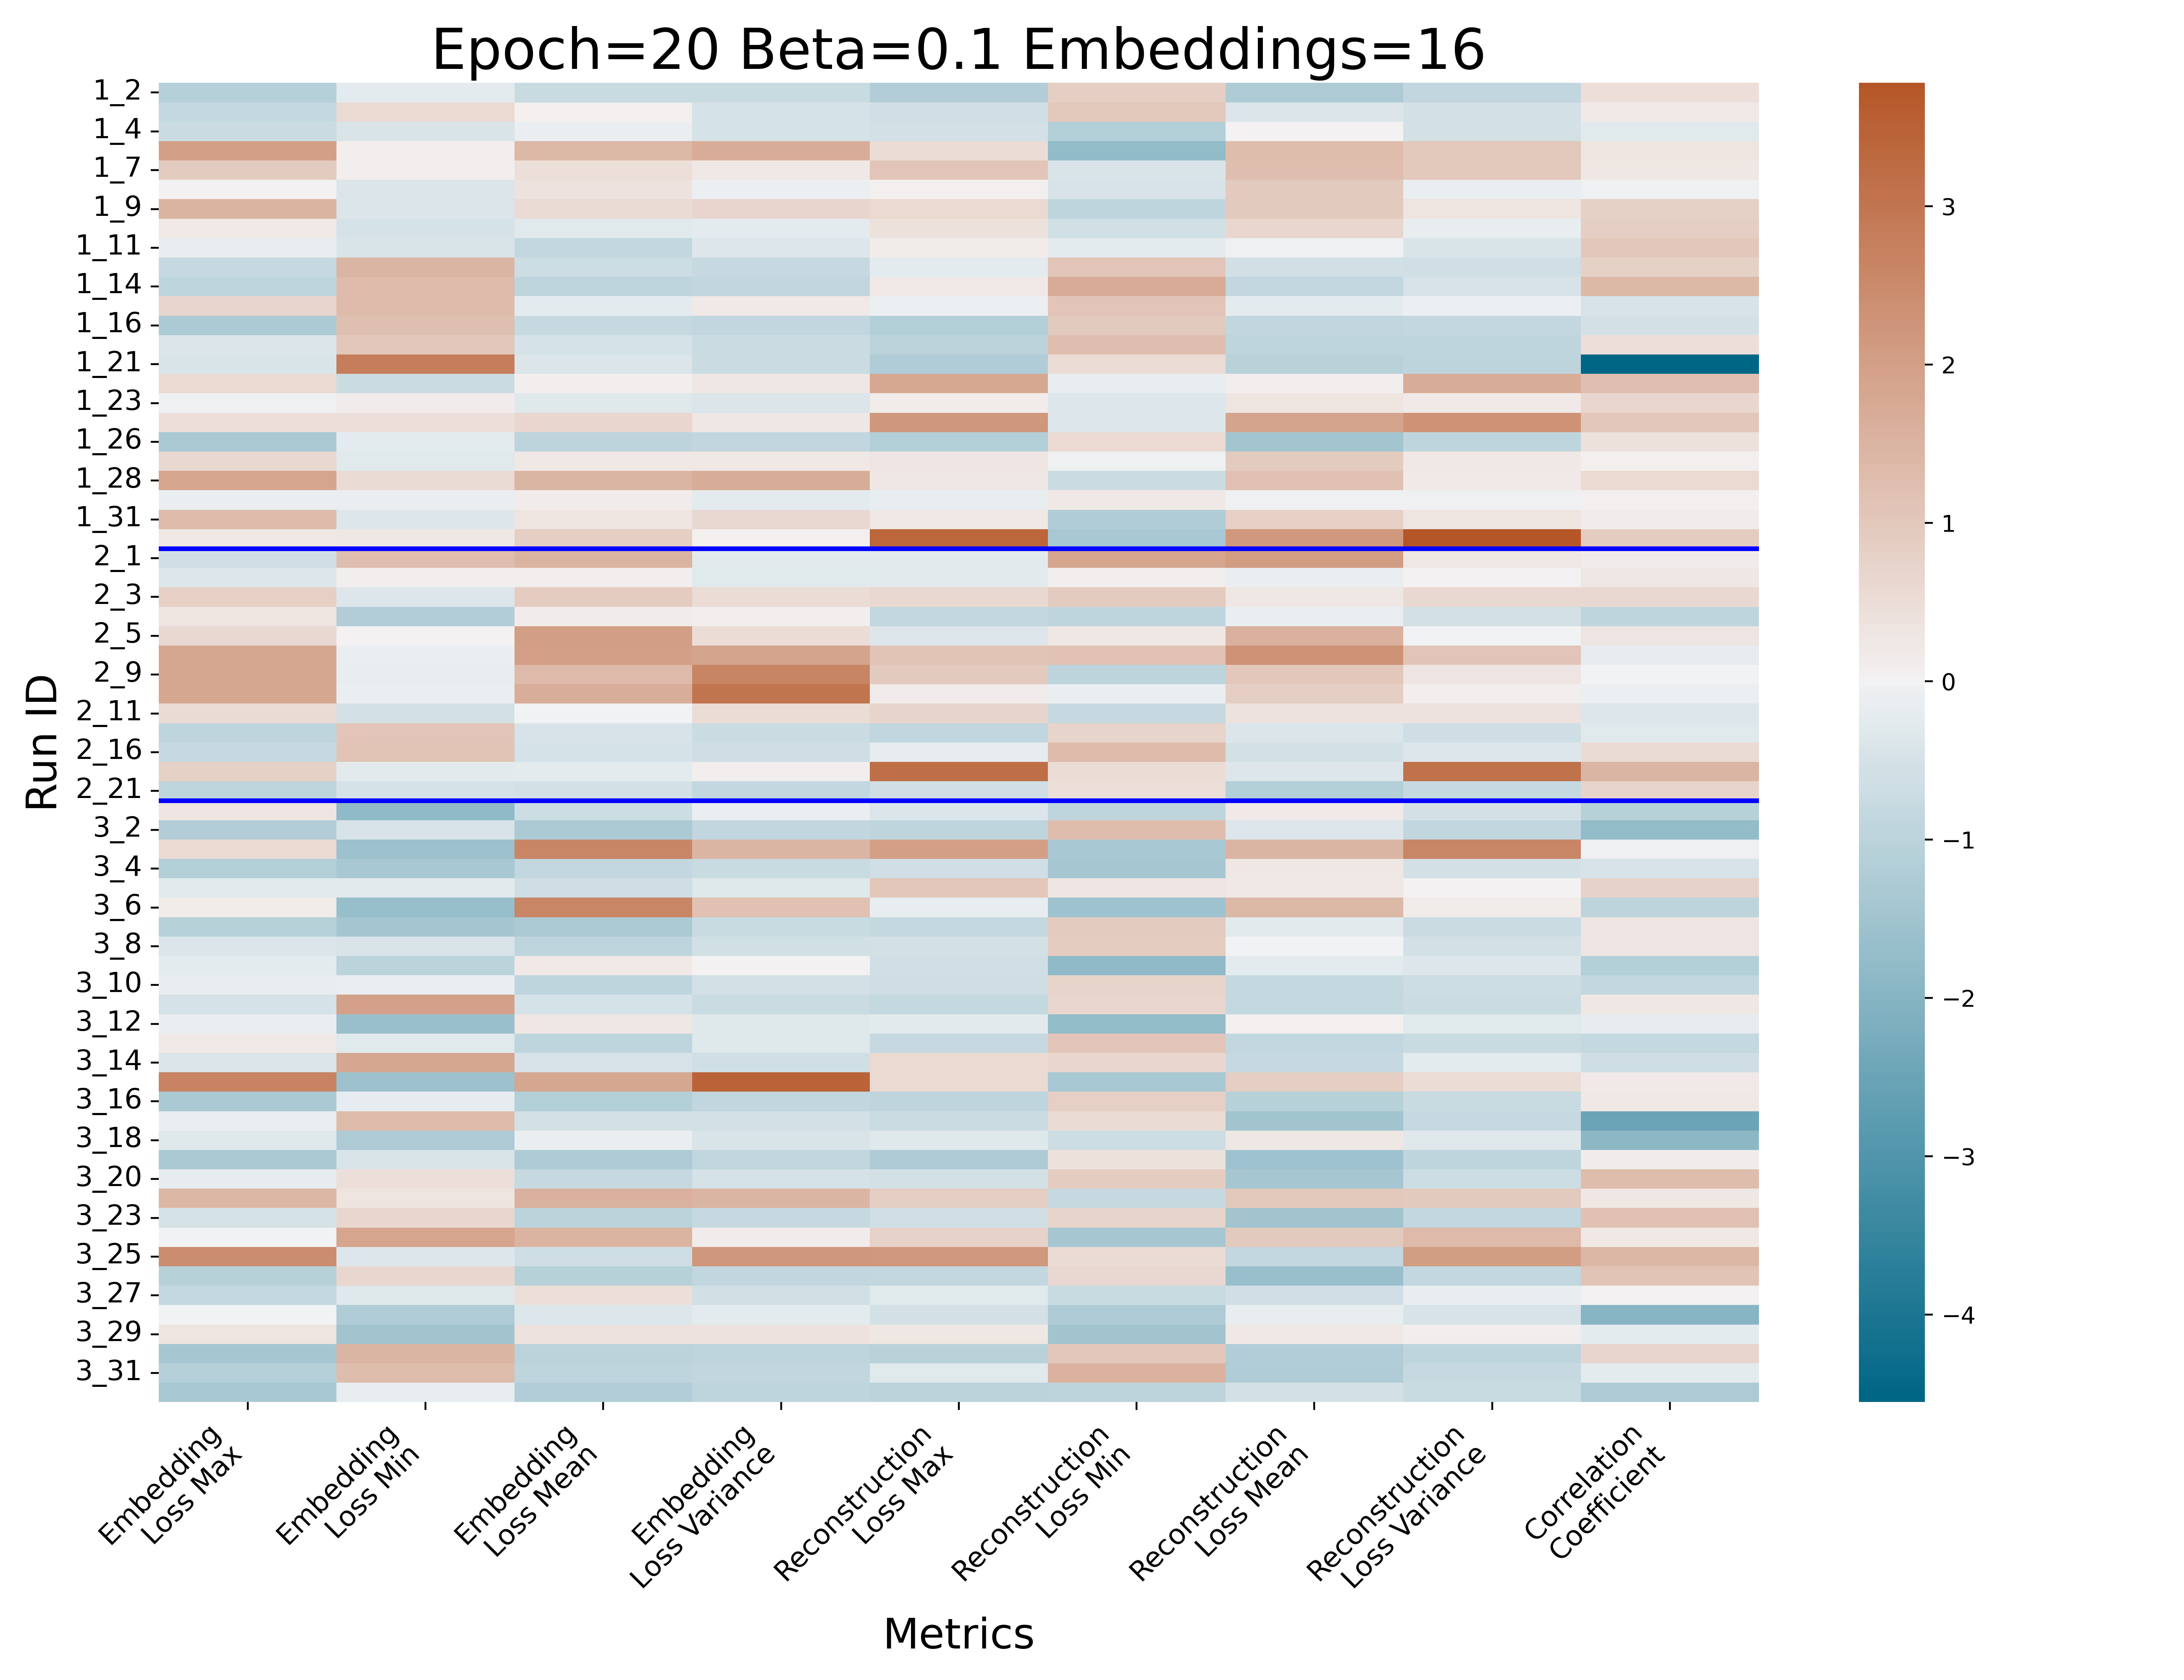 Epoch=20 Beta=0.1 Embeddings=16
Run ID
1_2
1_4
1_7
1_9
1_11
1_14
1_16
1_21
1_23
1_26
1_28
1_31
2_1
2_3
2_5
2_9
2_11
2_16
2_21
3_2
3_4
3_6
3_8
3_10
3_12
3_14
3_16
3_18
3_20
3_23
3_25
3_27
3_29
3_31
Embedding
Loss Max
Embedding
Loss Min
Embedding
Loss Mean
Embedding
Loss Variance
Reconstruction
Loss Max
Reconstruction
Loss Min
Reconstruction
Loss Mean
Reconstruction
Loss Variance
Correlation
Coefficient
Metrics
3
2
1
0
−1
−2
−3
−4